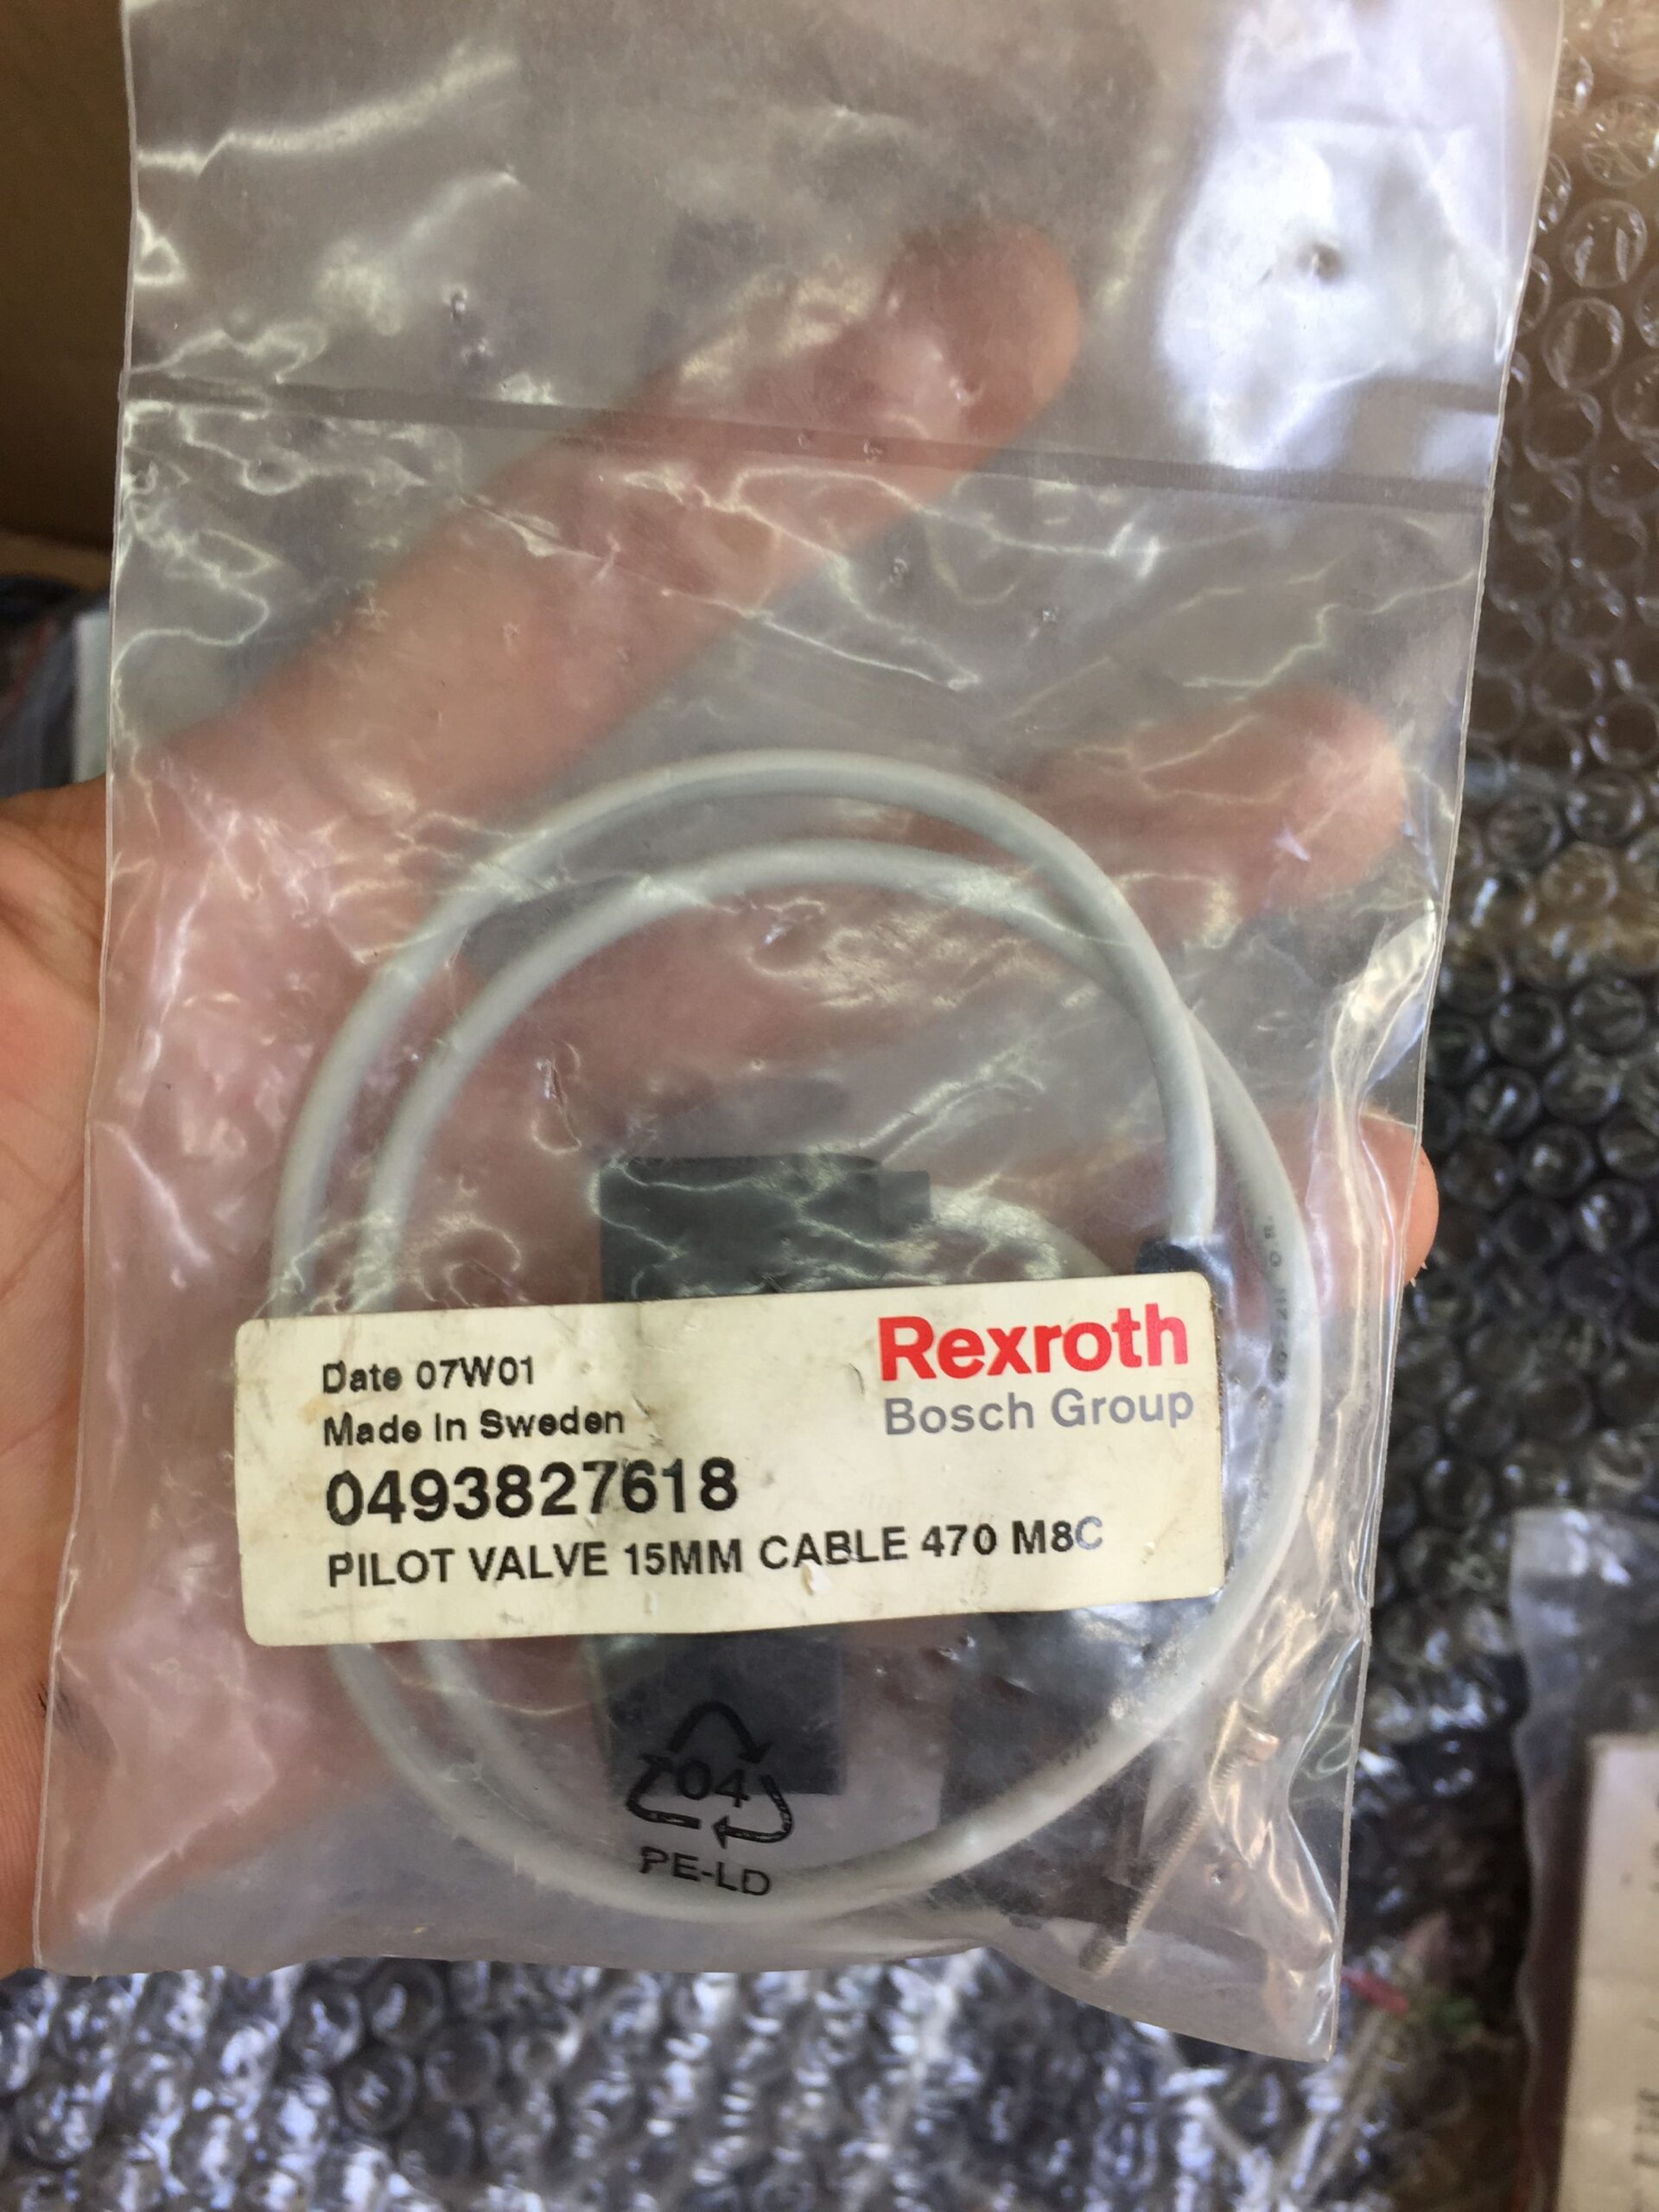 Rexroth
Bosch Group
Date 07W01
Made in Sweden
0493827618
PILOT VALVE 15MM CABLE 470 M8C
04
PE-LD